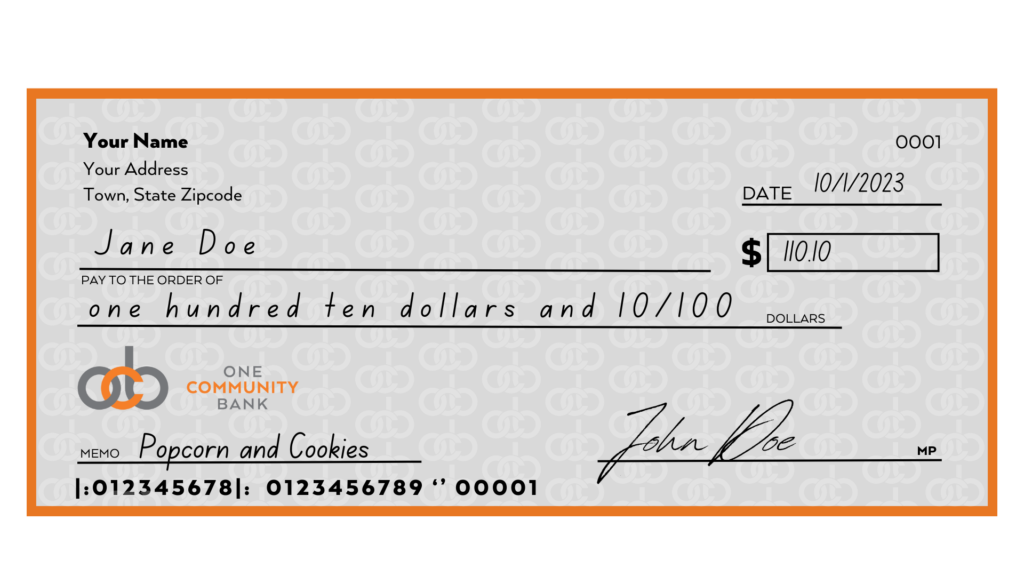 Your Name
0001
Your Address
Town, State Zipcode
DATE 10/1/2023
Jane Doe
$ 110.10
PAY TO THE ORDER OF
one hundred ten dollars and 10/100
DOLLARS
ocb
ONE
COMMUNITY
BANK
MEMO Popcorn and Cookies
John Doe
MP
|:012345678|: 0123456789 ‘’ 00001